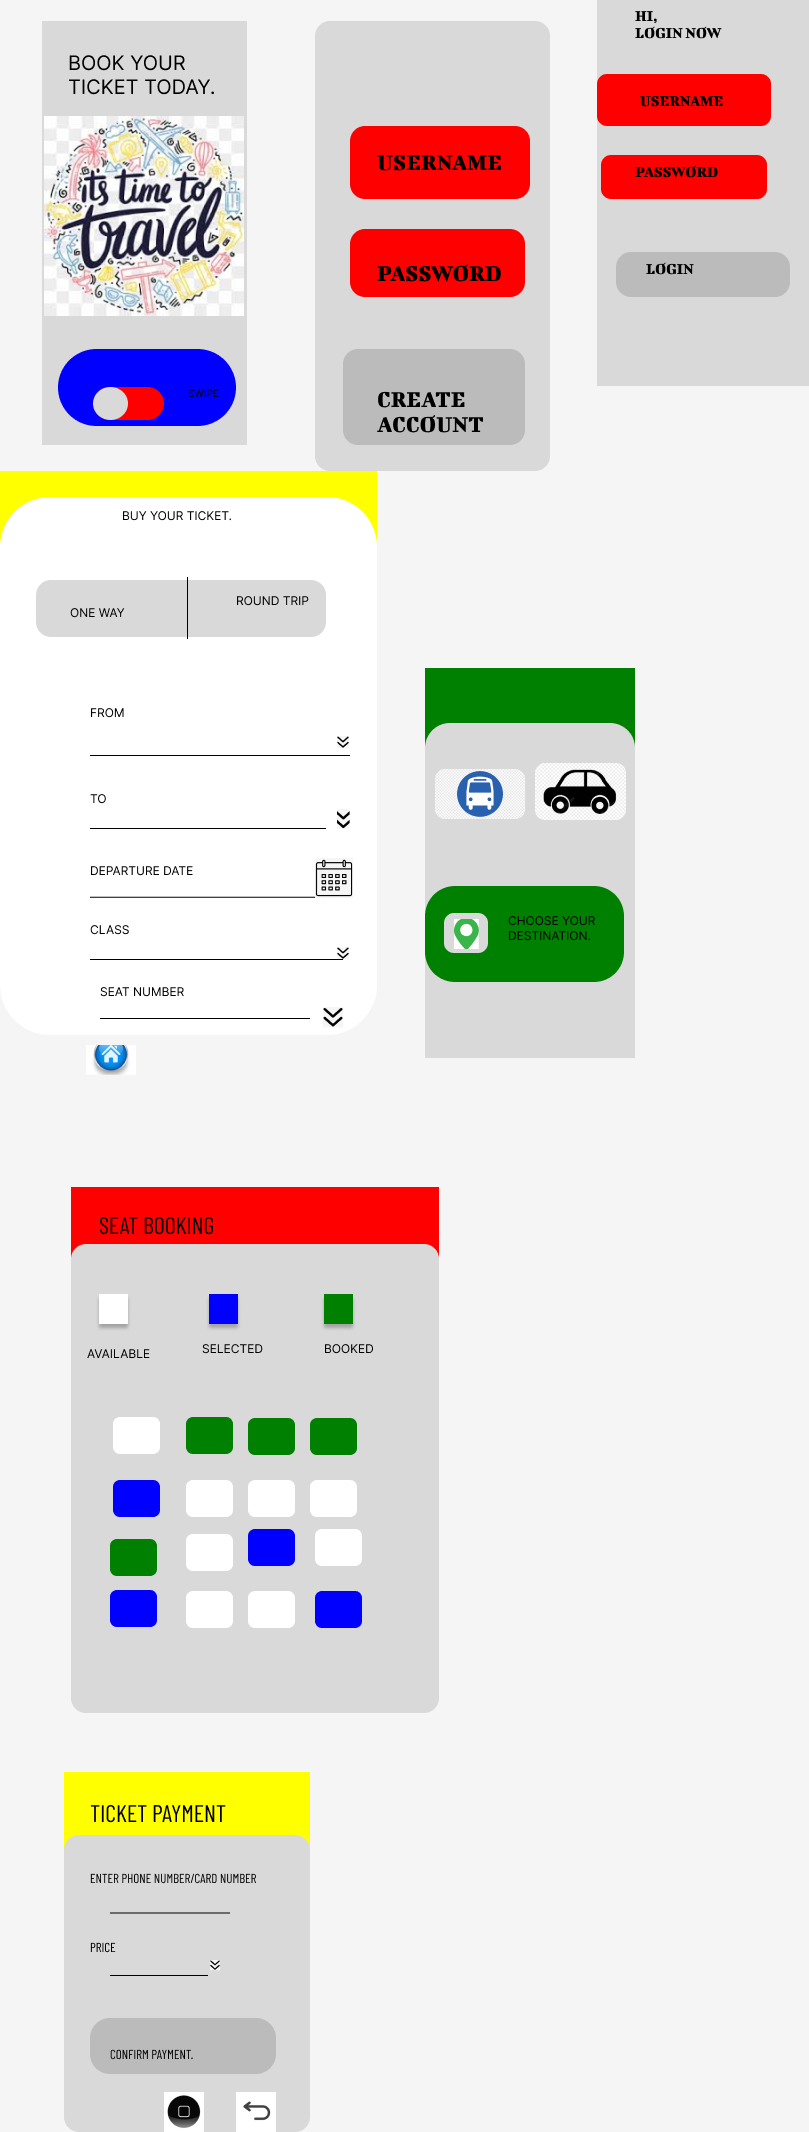 BOOK YOUR
TICKET TODAY.
its time to
travel
SWIPE
USERNAME
PASSWORD
CREATE
ACCOUNT
HI,
LOGIN NOW
USERNAME
PASSWORD
LOGIN
BUY YOUR TICKET.
ONE WAY
ROUND TRIP
FROM
TO
DEPARTURE DATE
CLASS
SEAT NUMBER
CHOOSE YOUR
DESTINATION.
SEAT BOOKING
AVAILABLE
SELECTED
BOOKED
TICKET PAYMENT
ENTER PHONE NUMBER/CARD NUMBER
PRICE
CONFIRM PAYMENT.